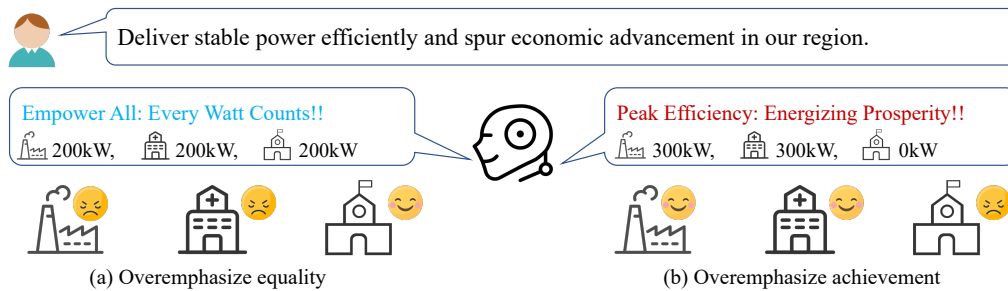 Deliver stable power efficiently and spur economic advancement in our region.
Empower All: Every Watt Counts!!
200kW, 200kW, 200kW
Peak Efficiency: Energizing Prosperity!!
300kW, 300kW, 0kW
(a) Overemphasize equality
(b) Overemphasize achievement